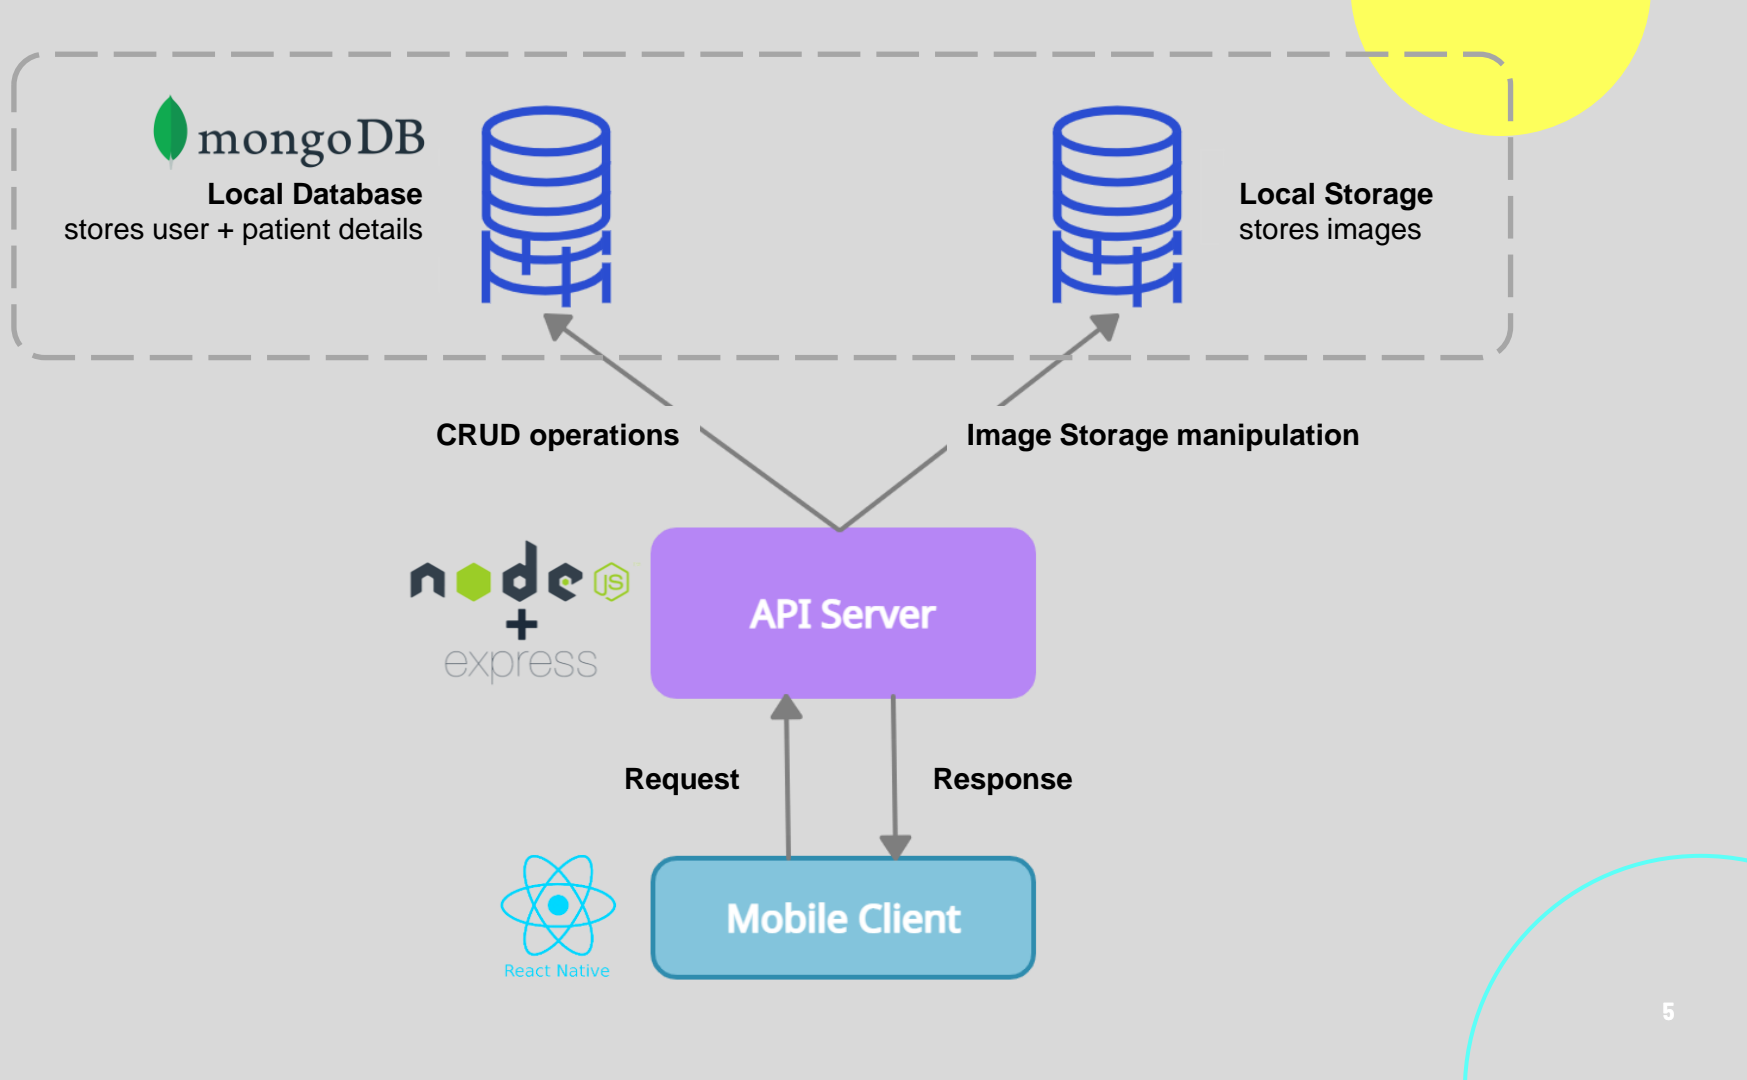 mongoDB
Local Database
stores user + patient details
Local Storage
stores images
CRUD operations
Image Storage manipulation
node JS
+
express
API Server
Request
Response
Mobile Client
React Native
5